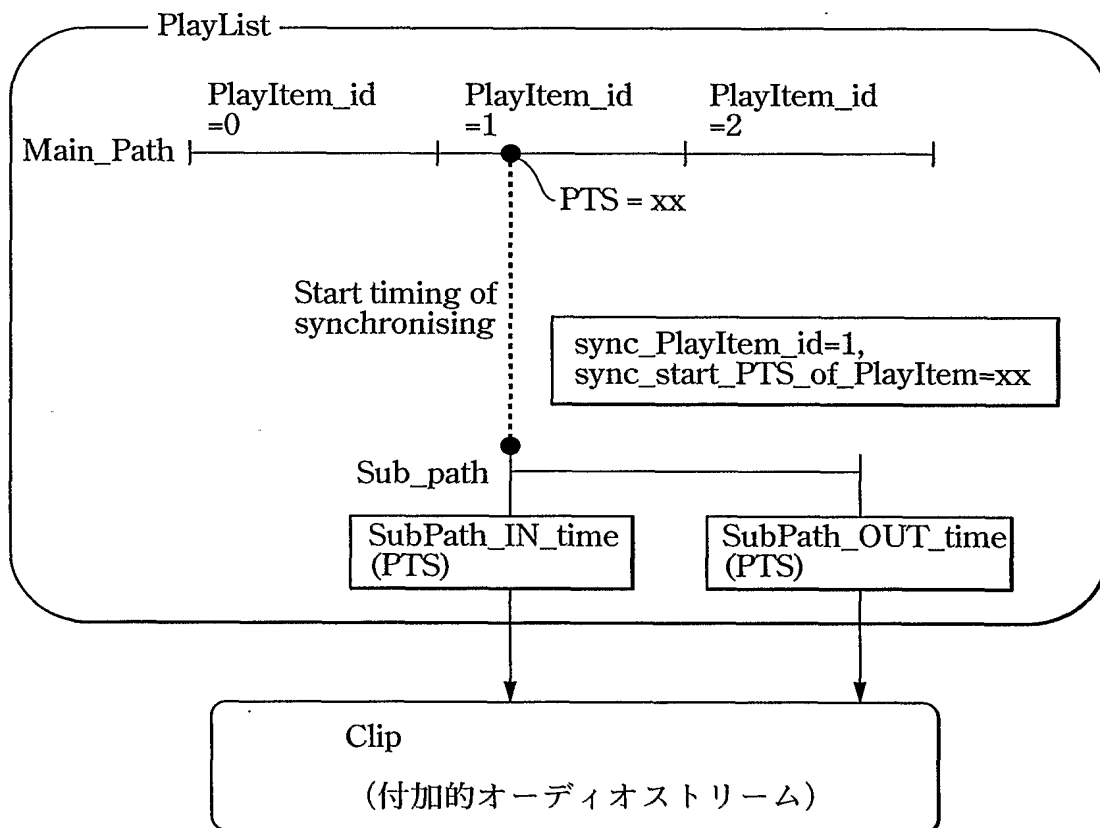 PlayList
PlayItem_id
=0
PlayItem_id
=1
PlayItem_id
=2
Main_Path
PTS = xx
Start timing of
synchronising
sync_PlayItem_id=1,
sync_start_PTS_of_PlayItem=xx
Sub_path
SubPath_IN_time
(PTS)
SubPath_OUT_time
(PTS)
Clip
(付加的オーディオストリーム)